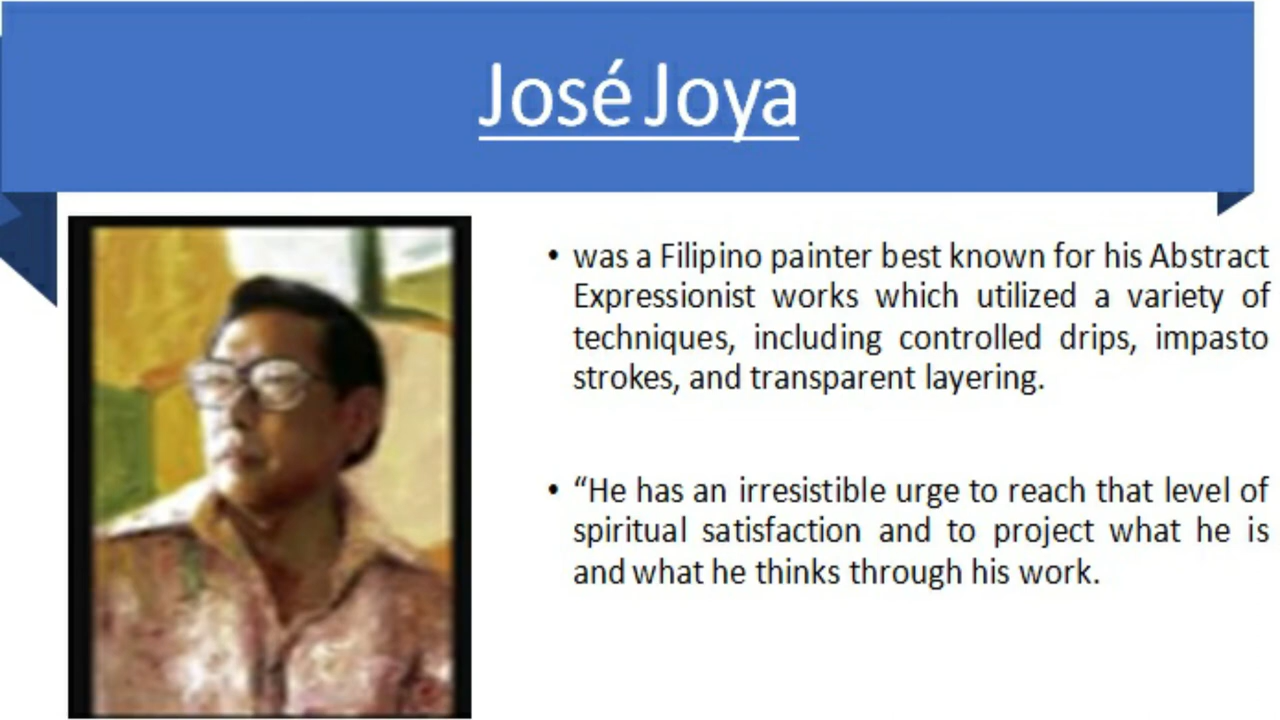 José Joya
• was a Filipino painter best known for his Abstract
Expressionist works which utilized a variety of
techniques, including controlled drips, impasto
strokes, and transparent layering.
• “He has an irresistible urge to reach that level of
spiritual satisfaction and to project what he is
and what he thinks through his work.